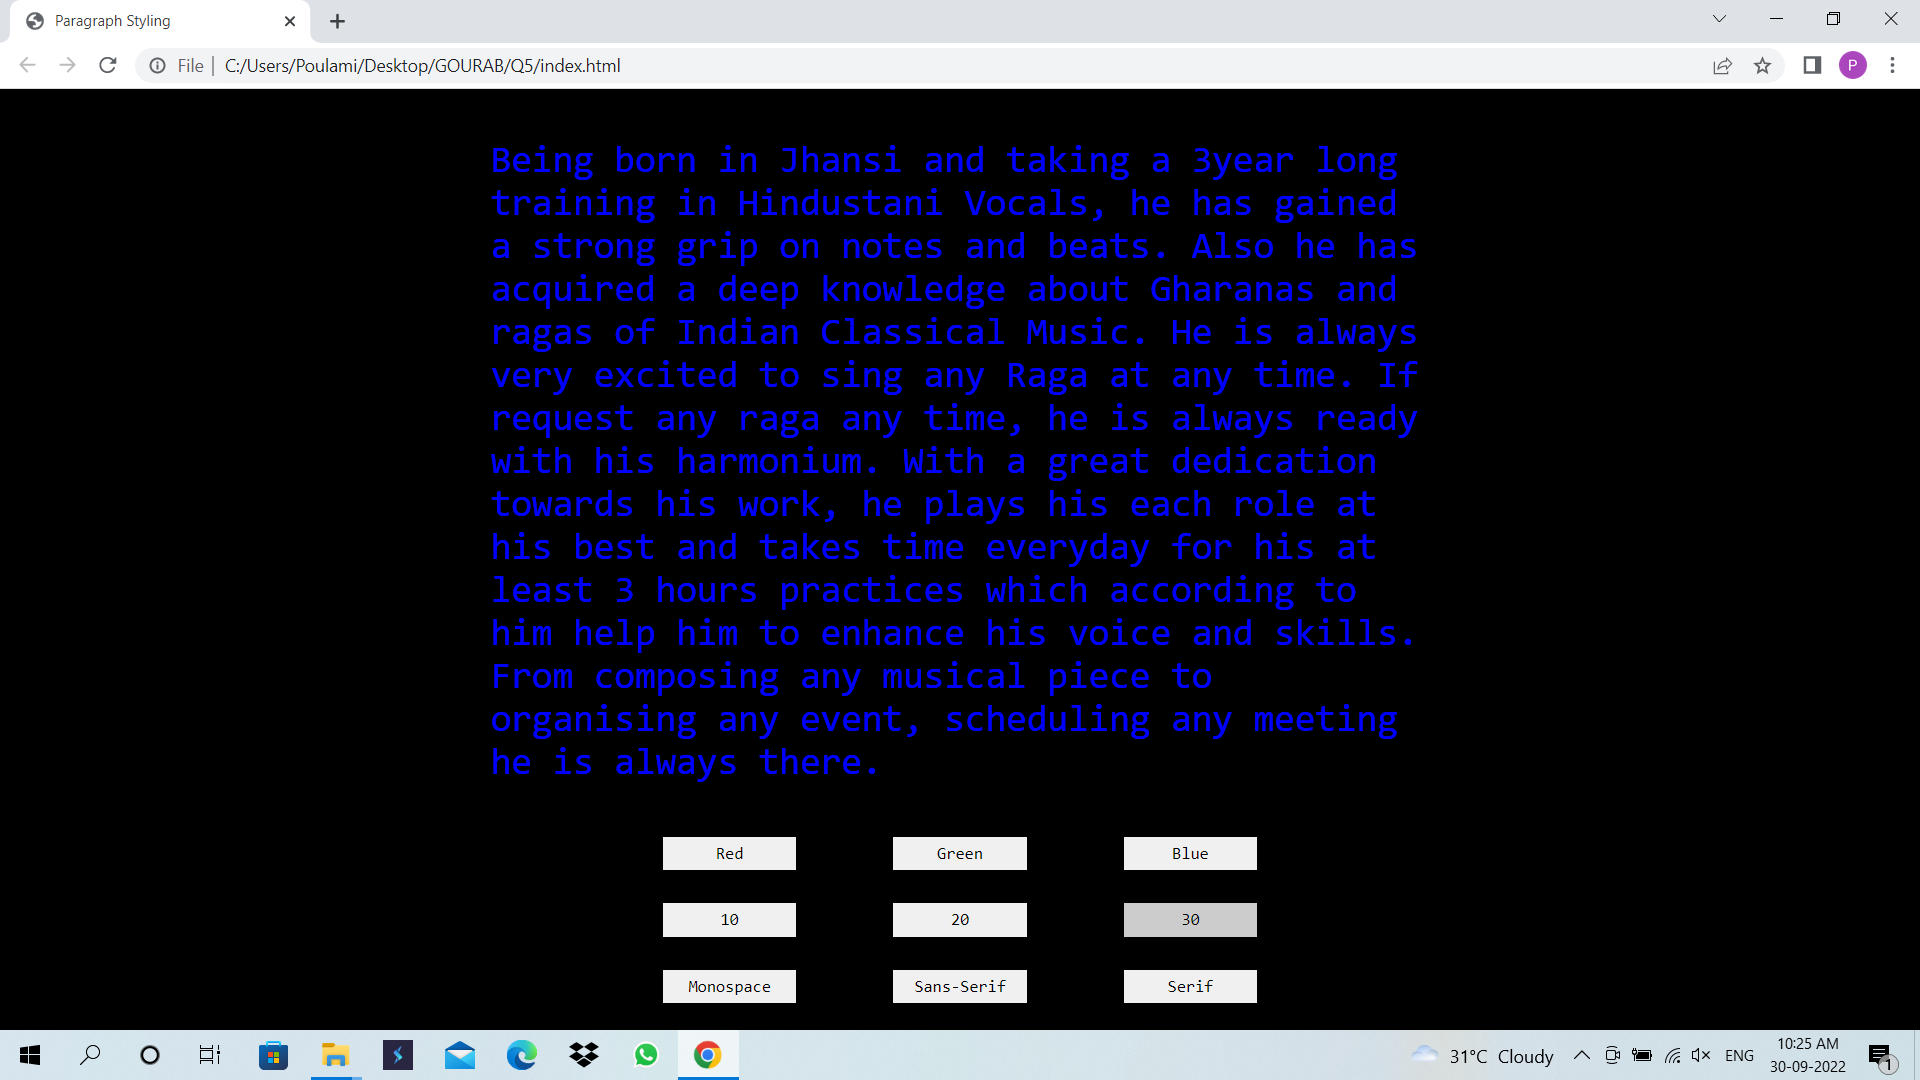 Paragraph Styling
File
C:/Users/Poulami/Desktop/GOURAB/Q5/index.html
P
Being born in Jhansi and taking a 3year long
training in Hindustani Vocals, he has gained
a strong grip on notes and beats. Also he has
acquired a deep knowledge about Gharanas and
ragas of Indian Classical Music. He is always
very excited to sing any Raga at any time. If
request any raga any time, he is always ready
with his harmonium. With a great dedication
towards his work, he plays his each role at
his best and takes time everyday for his at
least 3 hours practices which according to
him help him to enhance his voice and skills.
From composing any musical piece to
organising any event, scheduling any meeting
he is always there.
Red Green Blue
10 20 30
Monospace Sans-Serif Serif
31°C Cloudy
ENG
10:25 AM
30-09-2022
1